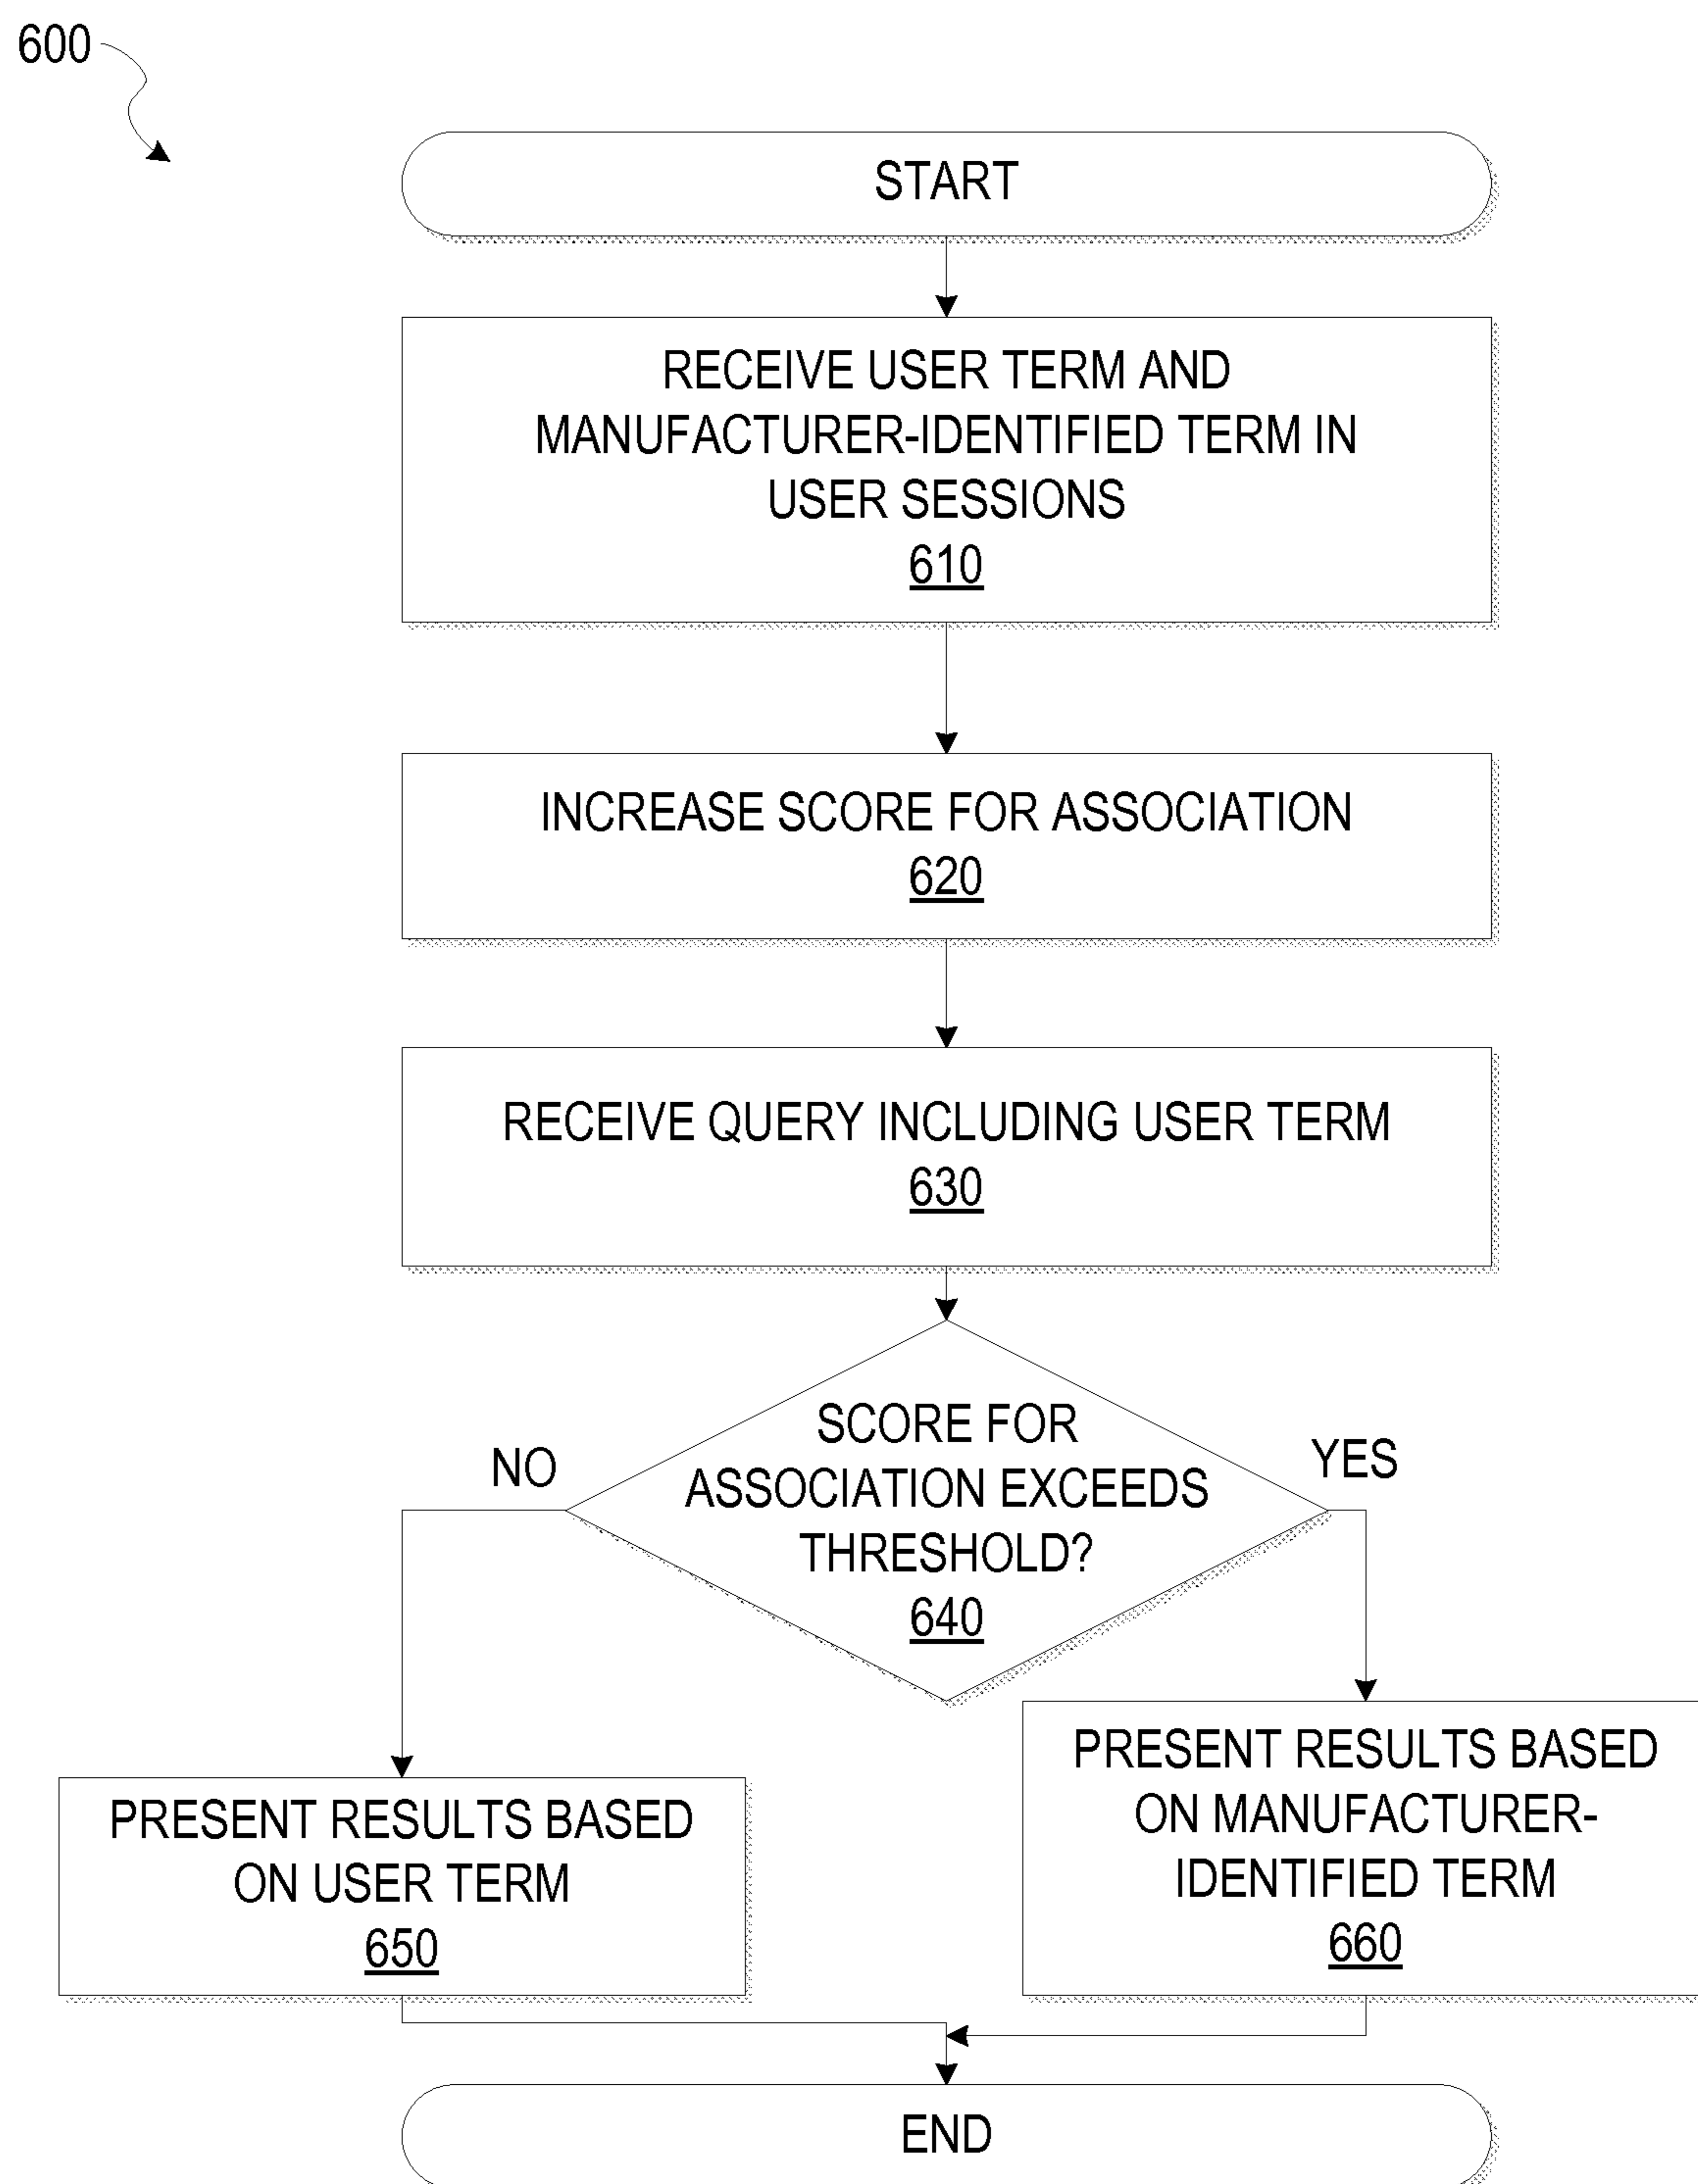 600
START
RECEIVE USER TERM AND
MANUFACTURER-IDENTIFIED TERM IN
USER SESSIONS
610
INCREASE SCORE FOR ASSOCIATION
620
RECEIVE QUERY INCLUDING USER TERM
630
SCORE FOR
ASSOCIATION EXCEEDS
THRESHOLD?
640
NO
YES
PRESENT RESULTS BASED
ON USER TERM
650
PRESENT RESULTS BASED
ON MANUFACTURER-
IDENTIFIED TERM
660
END